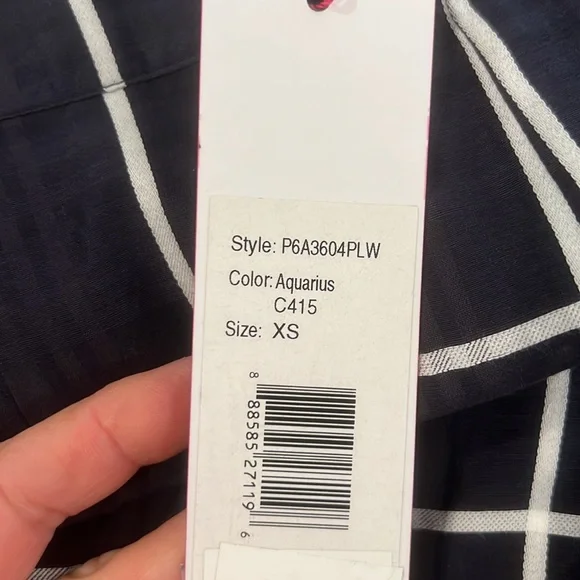 Style: P6A3604PLW
Color: Aquarius
C415
Size: XS
8 88585 27119 6